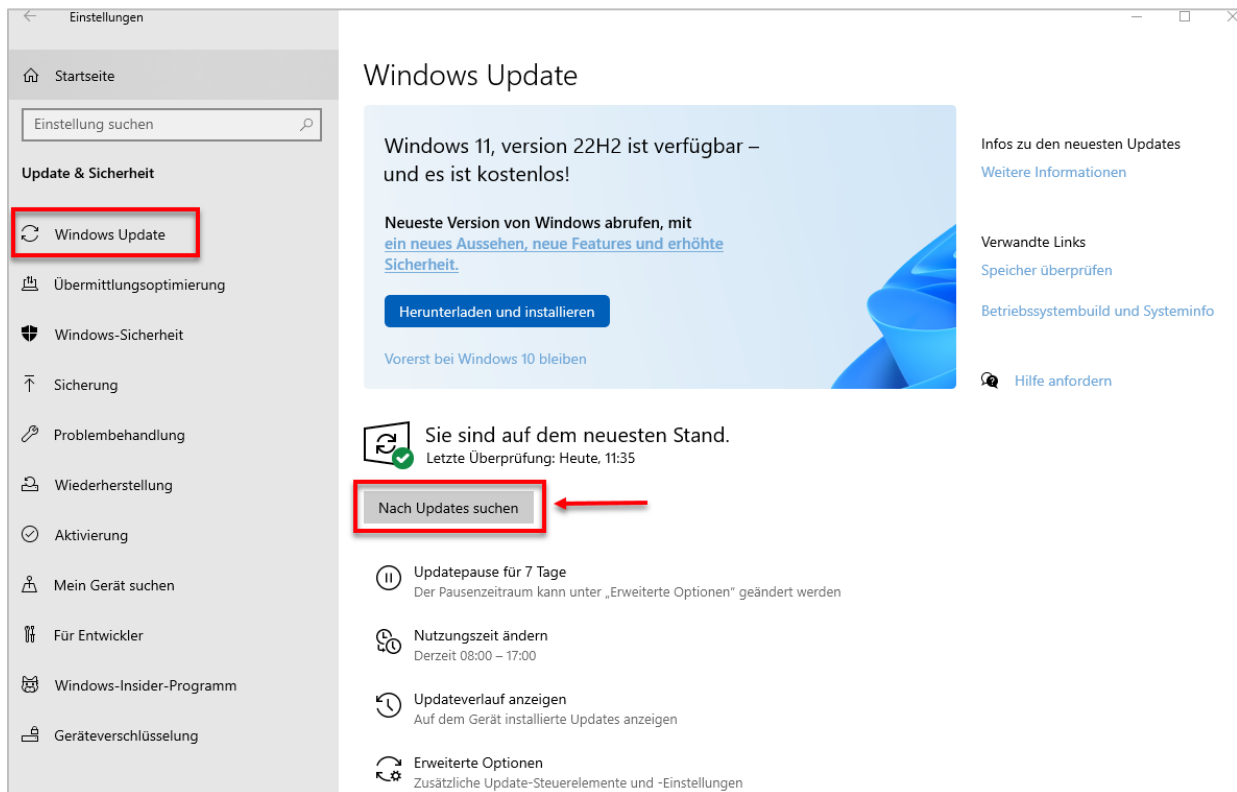 Einstellungen
Startseite
Einstellung suchen
Update & Sicherheit
Windows Update
Übermittlungsoptimierung
Windows-Sicherheit
Sicherung
Problembehandlung
Wiederherstellung
Aktivierung
Mein Gerät suchen
Für Entwickler
Windows-Insider-Programm
Geräteverschlüsselung
Windows Update
Windows 11, version 22H2 ist verfügbar –
und es ist kostenlos!
Neueste Version von Windows abrufen, mit
ein neues Aussehen, neue Features und erhöhte
Sicherheit.
Herunterladen und installieren
Vorerst bei Windows 10 bleiben
Sie sind auf dem neuesten Stand.
Letzte Überprüfung: Heute, 11:35
Nach Updates suchen
Updatepause für 7 Tage
Der Pausenzeitraum kann unter „Erweiterte Optionen" geändert werden
Nutzungszeit ändern
Derzeit 08:00 – 17:00
Updateverlauf anzeigen
Auf dem Gerät installierte Updates anzeigen
Erweiterte Optionen
Zusätzliche Update-Steuerelemente und -Einstellungen
Infos zu den neuesten Updates
Weitere Informationen
Verwandte Links
Speicher überprüfen
Betriebssystembuild und Systeminfo
Hilfe anfordern